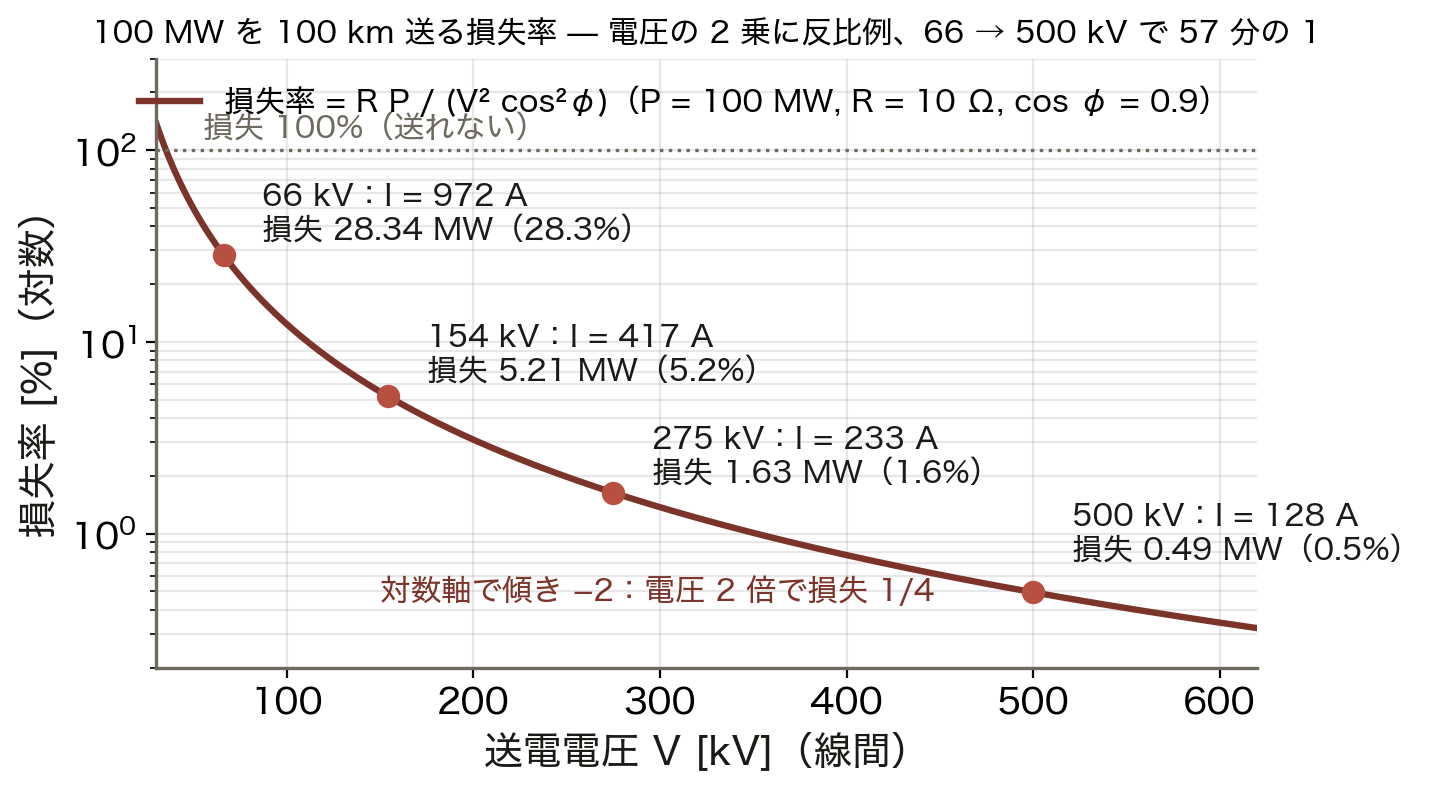 100 MW を 100 km 送る損失率 — 電圧の 2 乗に反比例、66 → 500 kV で 57 分の 1
損失率 = R P / (V² cos²φ)（P = 100 MW, R = 10 Ω, cos φ = 0.9）
損失 100%（送れない）
10²
66 kV：I = 972 A
損失 28.34 MW（28.3%）
154 kV：I = 417 A
損失 5.21 MW（5.2%）
10¹
275 kV：I = 233 A
損失 1.63 MW（1.6%）
500 kV：I = 128 A
損失 0.49 MW（0.5%）
10⁰
対数軸で傾き −2：電圧 2 倍で損失 1/4
損失率 [%]（対数）
100 200 300 400 500 600
送電電圧 V [kV]（線間）